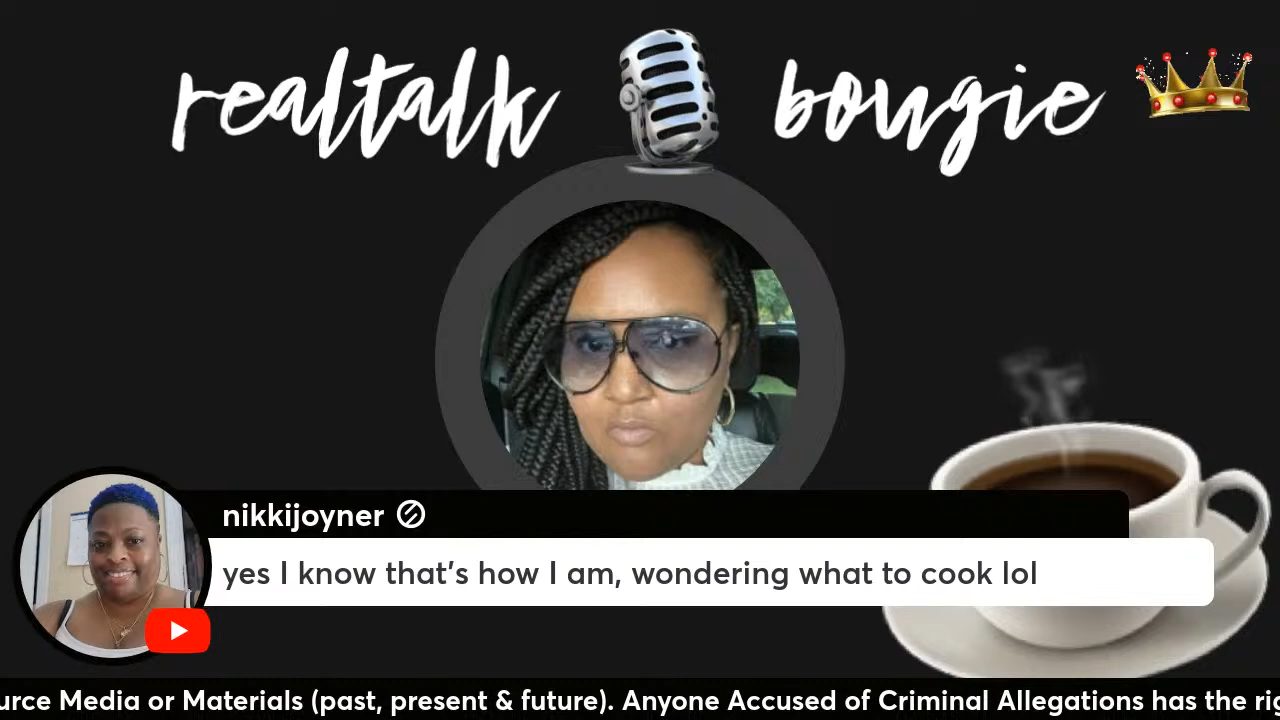 realtalk bougie
nikkijoyner
yes I know that's how I am, wondering what to cook lol
urce Media or Materials (past, present & future). Anyone Accused of Criminal Allegations has the rig